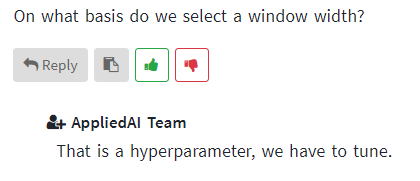 On what basis do we select a window width?
Reply
AppliedAI Team
That is a hyperparameter, we have to tune.